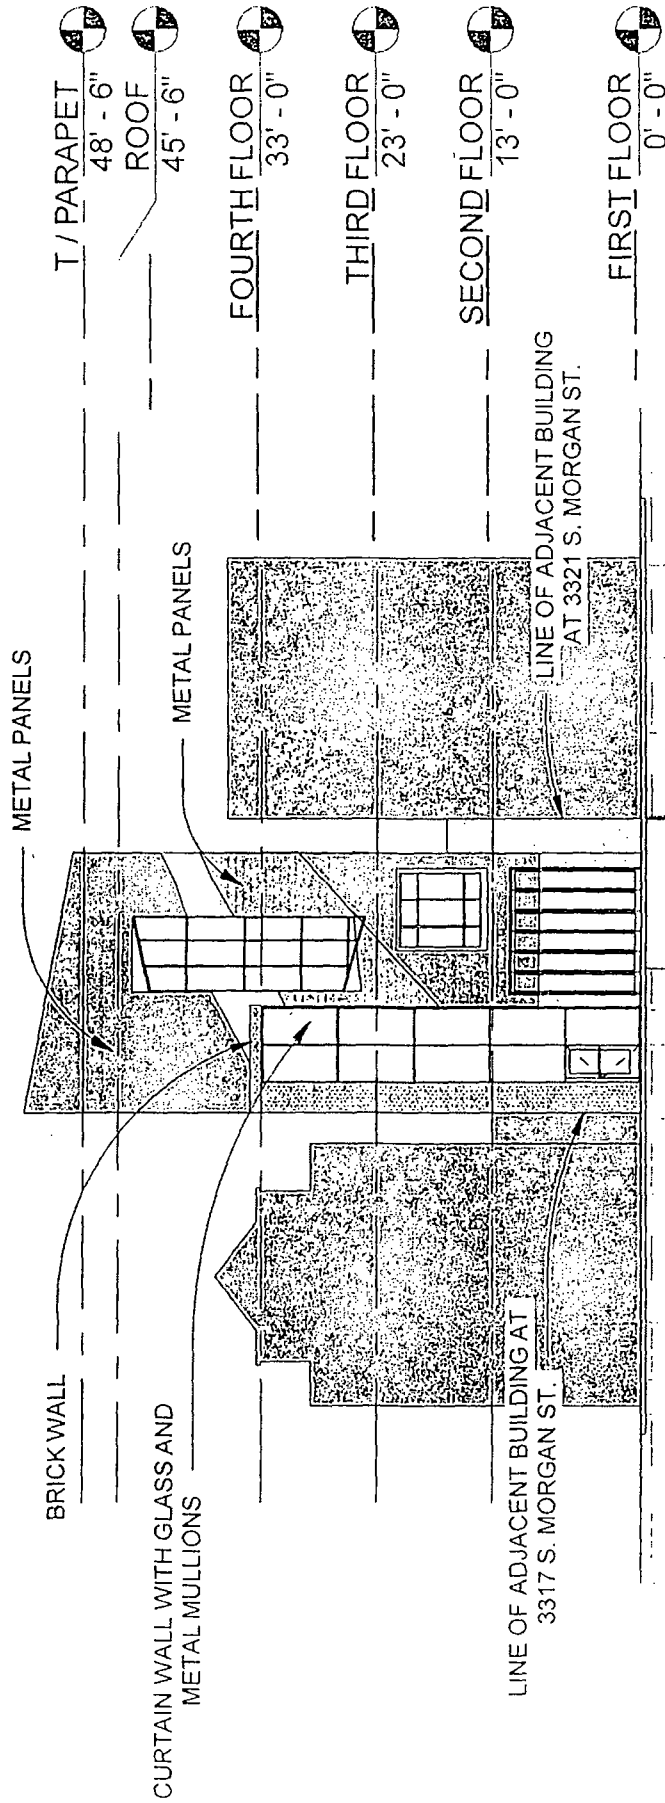 T / PARAPET
48' - 6"
ROOF
45' - 6"
FOURTH FLOOR
33' - 0"
THIRD FLOOR
23' - 0"
SECOND FLOOR
13' - 0"
FIRST FLOOR
0' - 0"
METAL PANELS
METAL PANELS
BRICK WALL
CURTAIN WALL WITH GLASS AND
METAL MULLIONS
LINE OF ADJACENT BUILDING AT
3317 S. MORGAN ST.
LINE OF ADJACENT BUILDING
AT 3321 S. MORGAN ST.